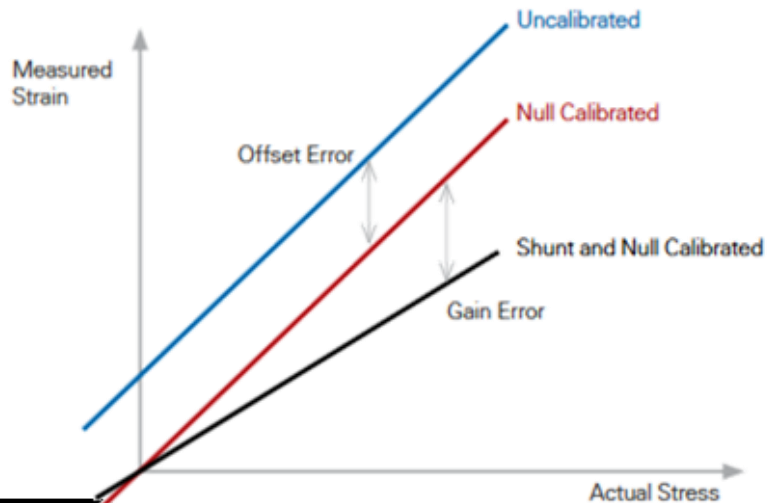 Uncalibrated
Measured
Strain
Null Calibrated
Offset Error
Shunt and Null Calibrated
Gain Error
Actual Stress